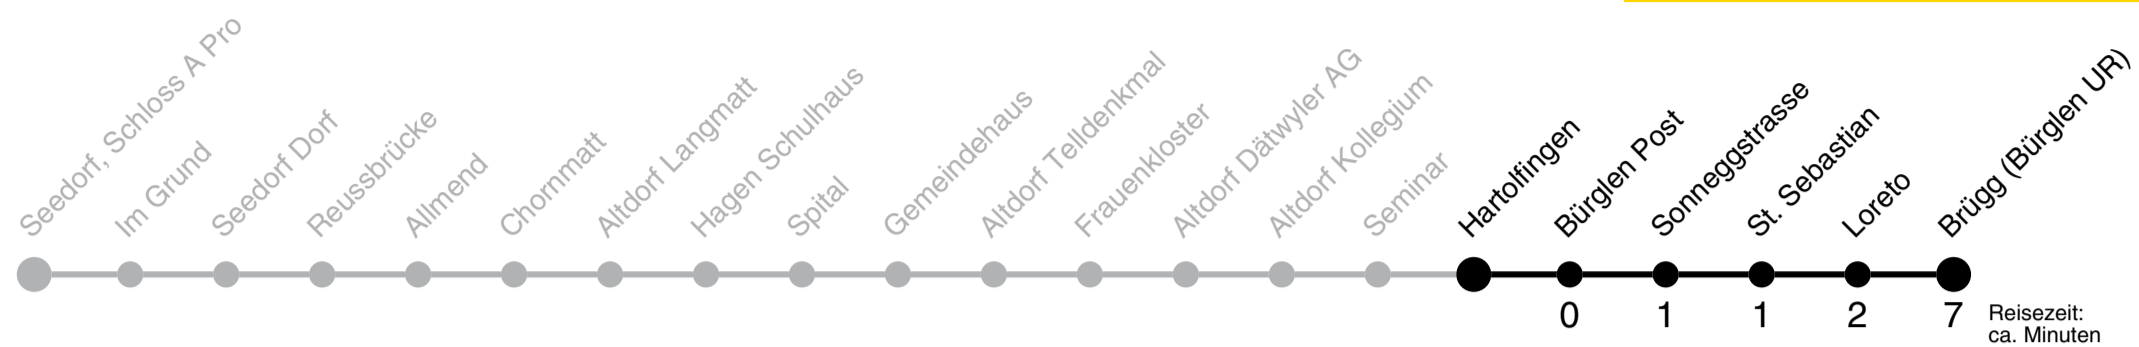 Seedorf, Schloss A Pro
Im Grund
Seedorf Dorf
Reussbrücke
Allmend
Chornmatt
Altdorf Langmatt
Hagen Schulhaus
Spital
Gemeindehaus
Altdorf Telldenkmal
Frauenkloster
Altdorf Dätwyler AG
Altdorf Kollegium
Seminar
Hartolfingen
Bürglen Post
Sonneggstrasse
St. Sebastian
Loreto
Brügg (Bürglen UR)
0 1 1 2 7
Reisezeit:
ca. Minuten